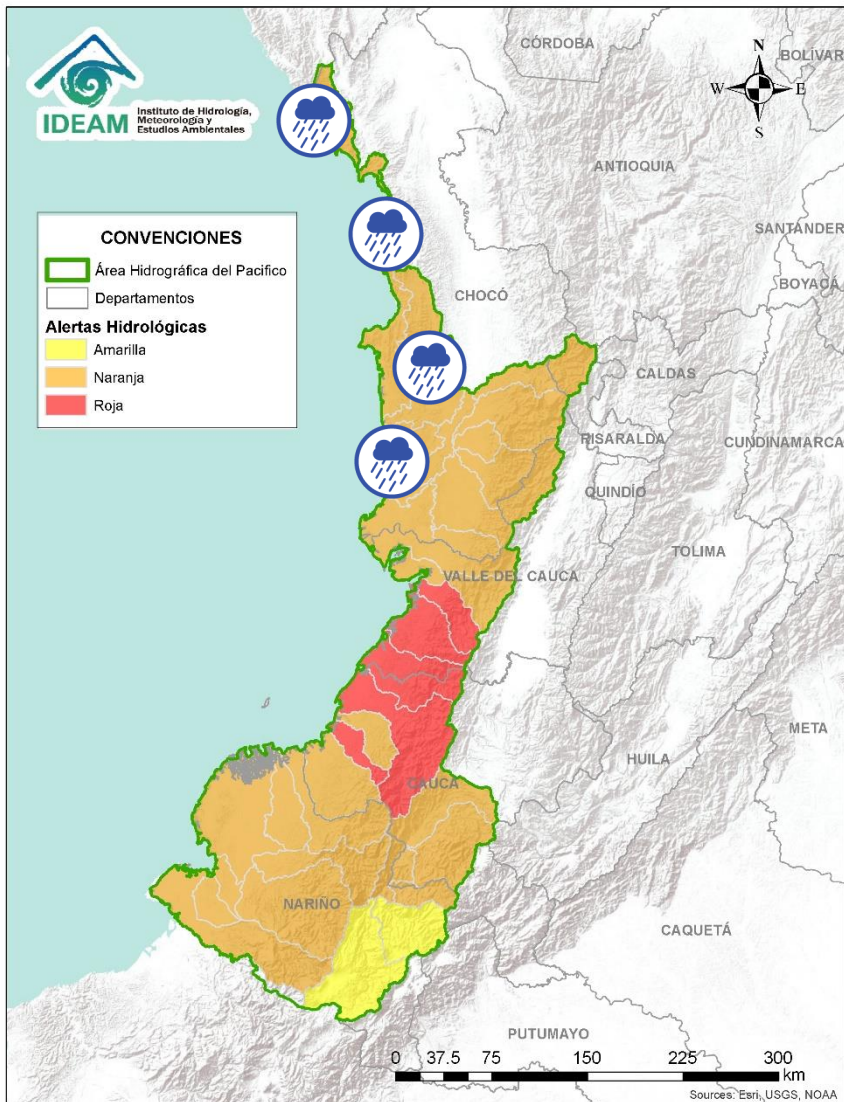 IDEAM
Instituto de Hidrología,
Meteorología y
Estudios Ambientales
CÓRDOBA
BOLÍVAR
N
W
E
S
ANTIOQUIA
SANTANDER
BOYACÁ
CONVENCIONES
Área Hidrográfica del Pacifico
Departamentos
Alertas Hidrológicas
Amarilla
Naranja
Roja
CHOCÓ
CALDAS
RISARALDA
CUNDINAMARCA
QUINDÍO
TOLIMA
VALLE DEL CAUCA
META
HUILA
CAUCA
NARIÑO
CAQUETÁ
PUTUMAYO
0 37.5 75 150 225 300
km
Sources: Esri, USGS, NOAA